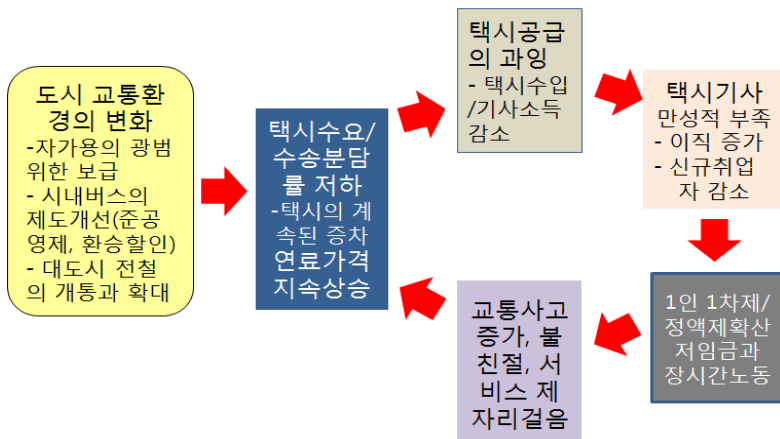 도시 교통환
경의 변화
-자가용의 광범
위한 보급
- 시내버스의
제도개선(준공
영제, 환승할인)
- 대도시 전철
의 개통과 확대
택시수요/
수송분담
률 저하
-택시의 계
속된 증차
연료가격
지속상승
택시공급
의 과잉
- 택시수입
/기사소득
감소
택시기사
만성적 부족
- 이직 증가
- 신규취업
자 감소
1인 1차제/
정액제확산
저임금과
장시간노동
교통사고
증가, 불
친절, 서
비스 제
자리걸음